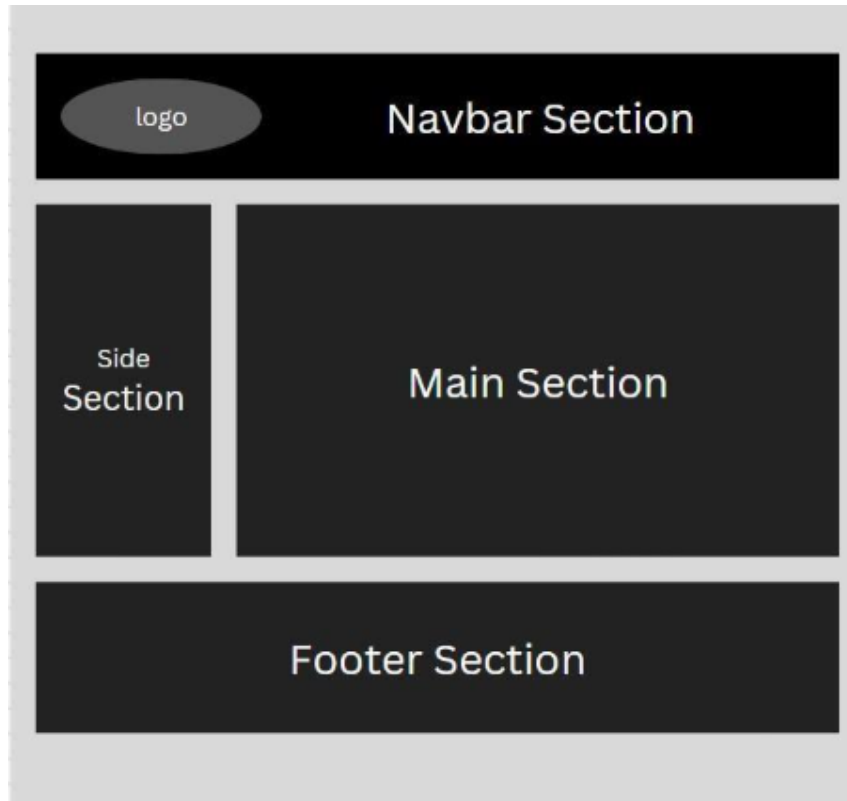 logo
Navbar Section
Side
Section
Main Section
Footer Section